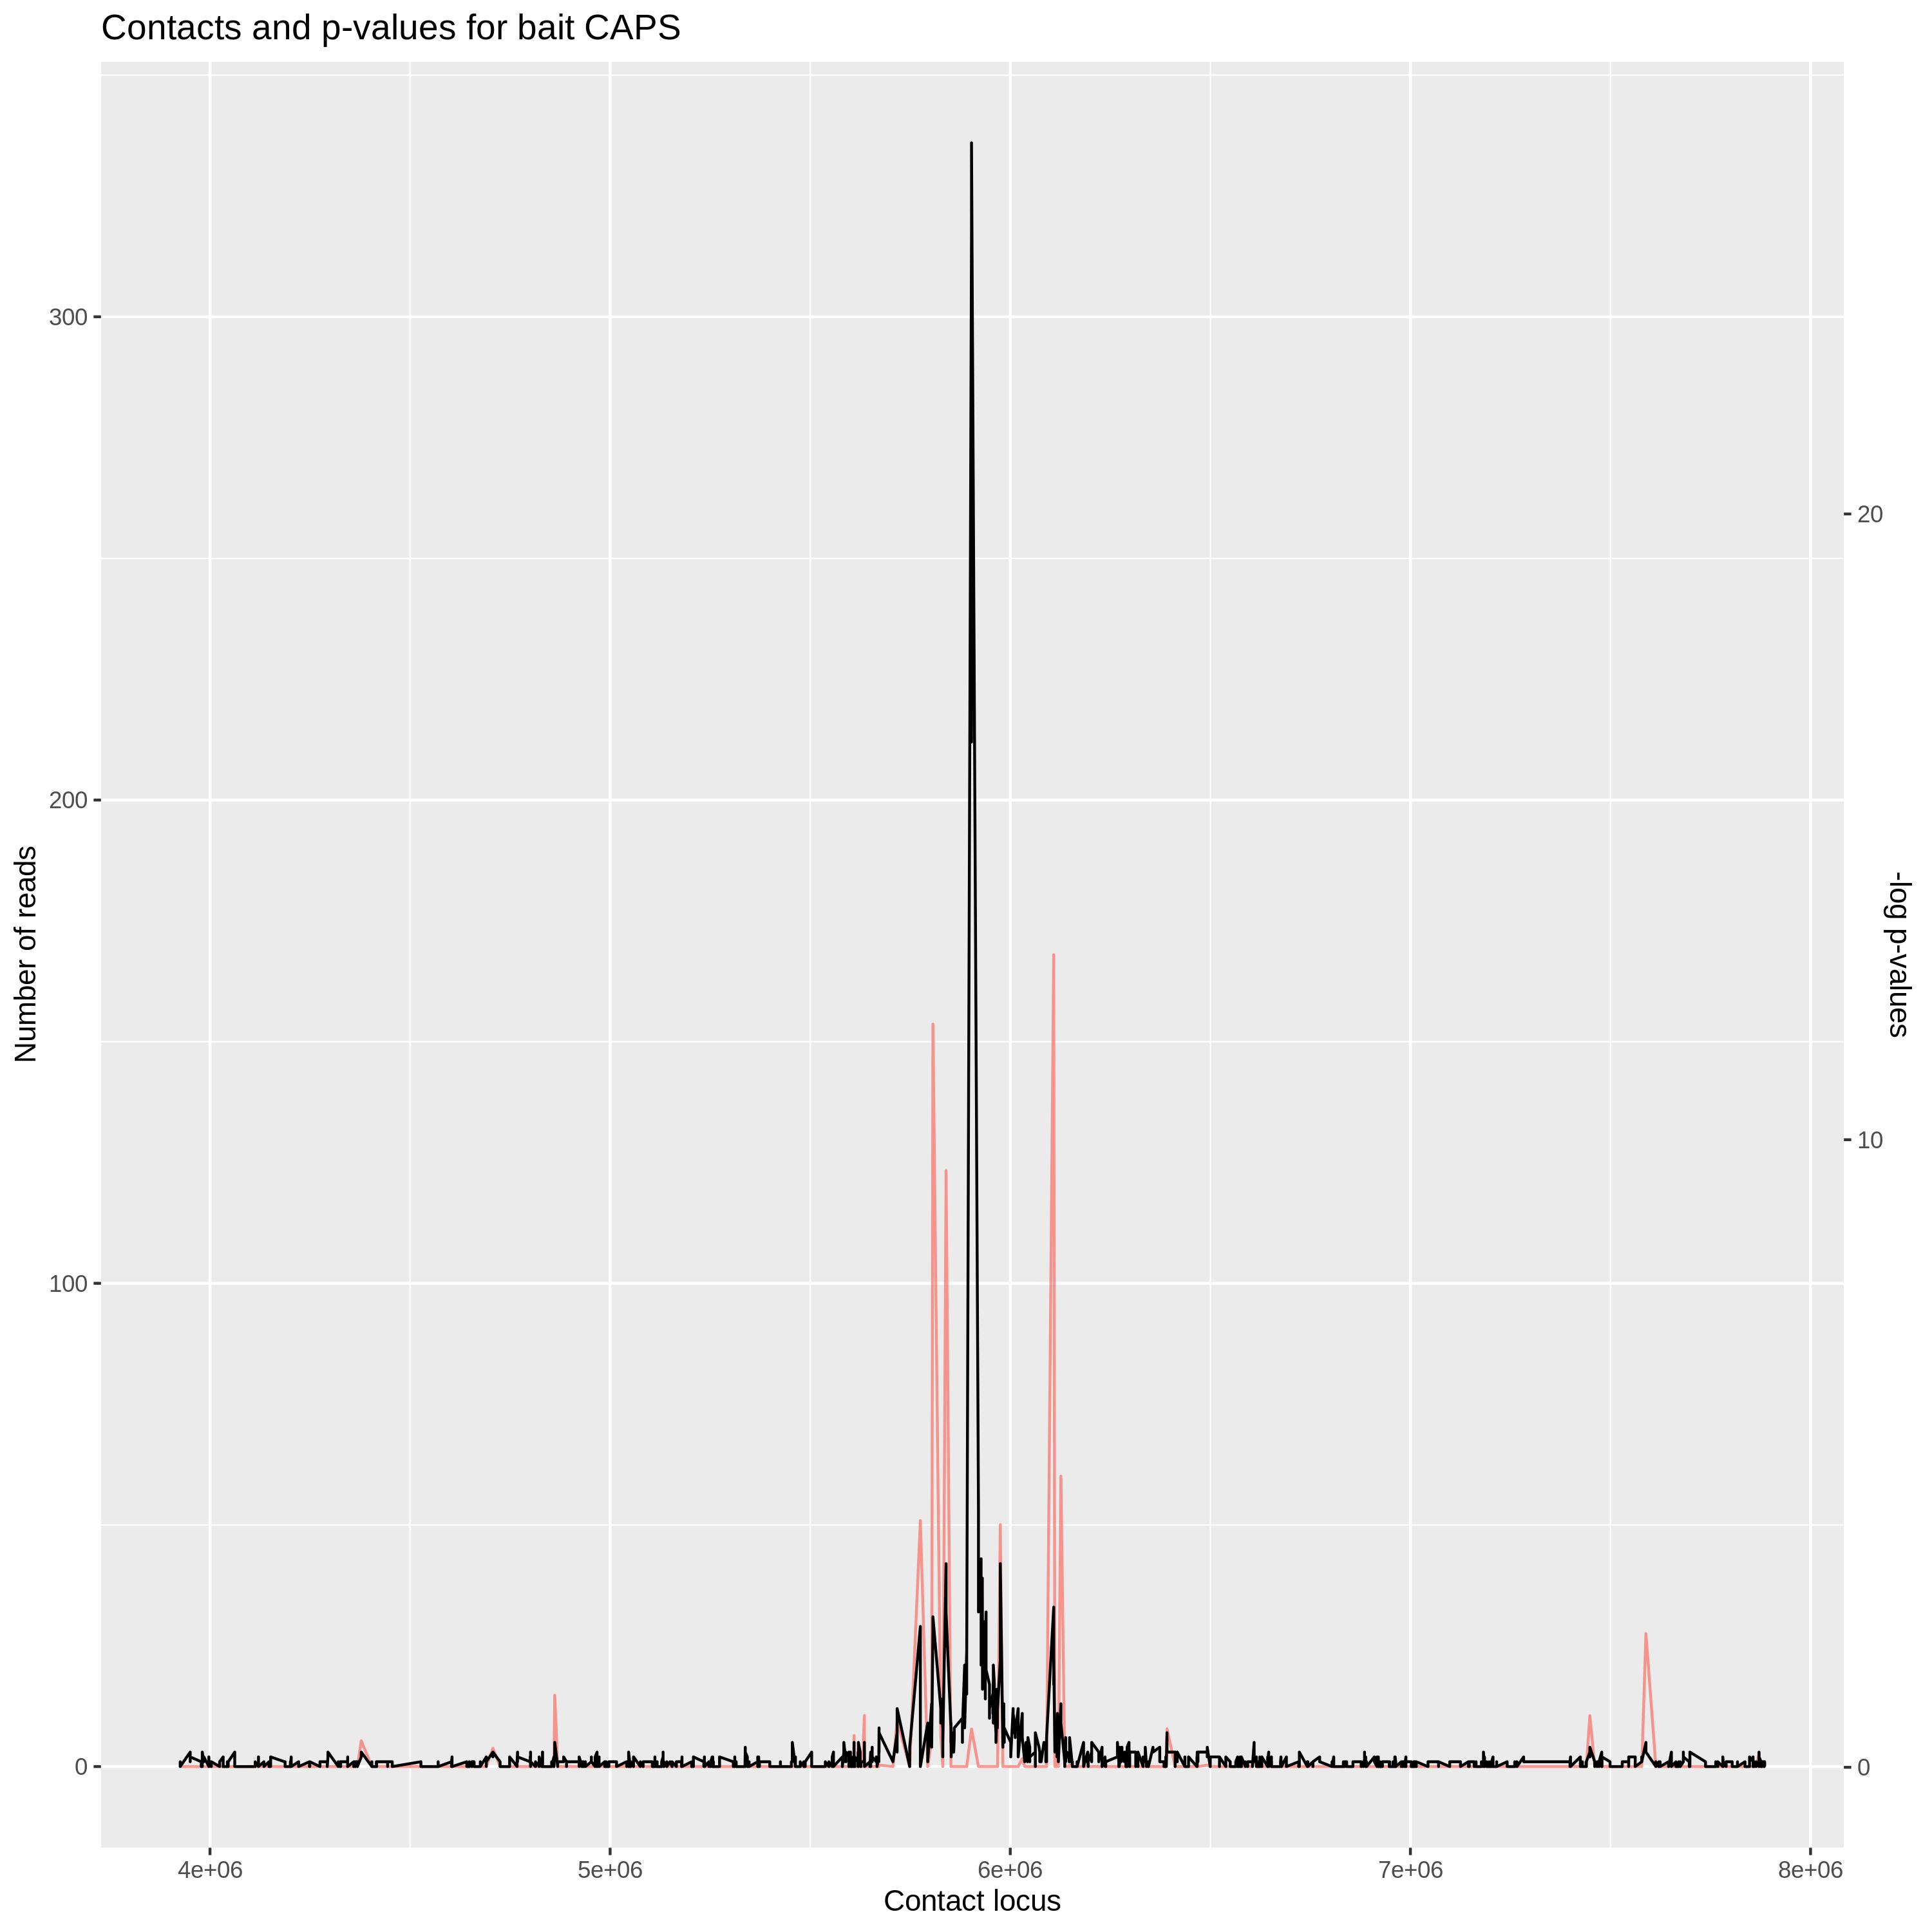 Contacts and p-values for bait CAPS
300
200
100
0
Number of reads
20
10
0
-log p-values
4e+06
5e+06
6e+06
7e+06
8e+06
Contact locus